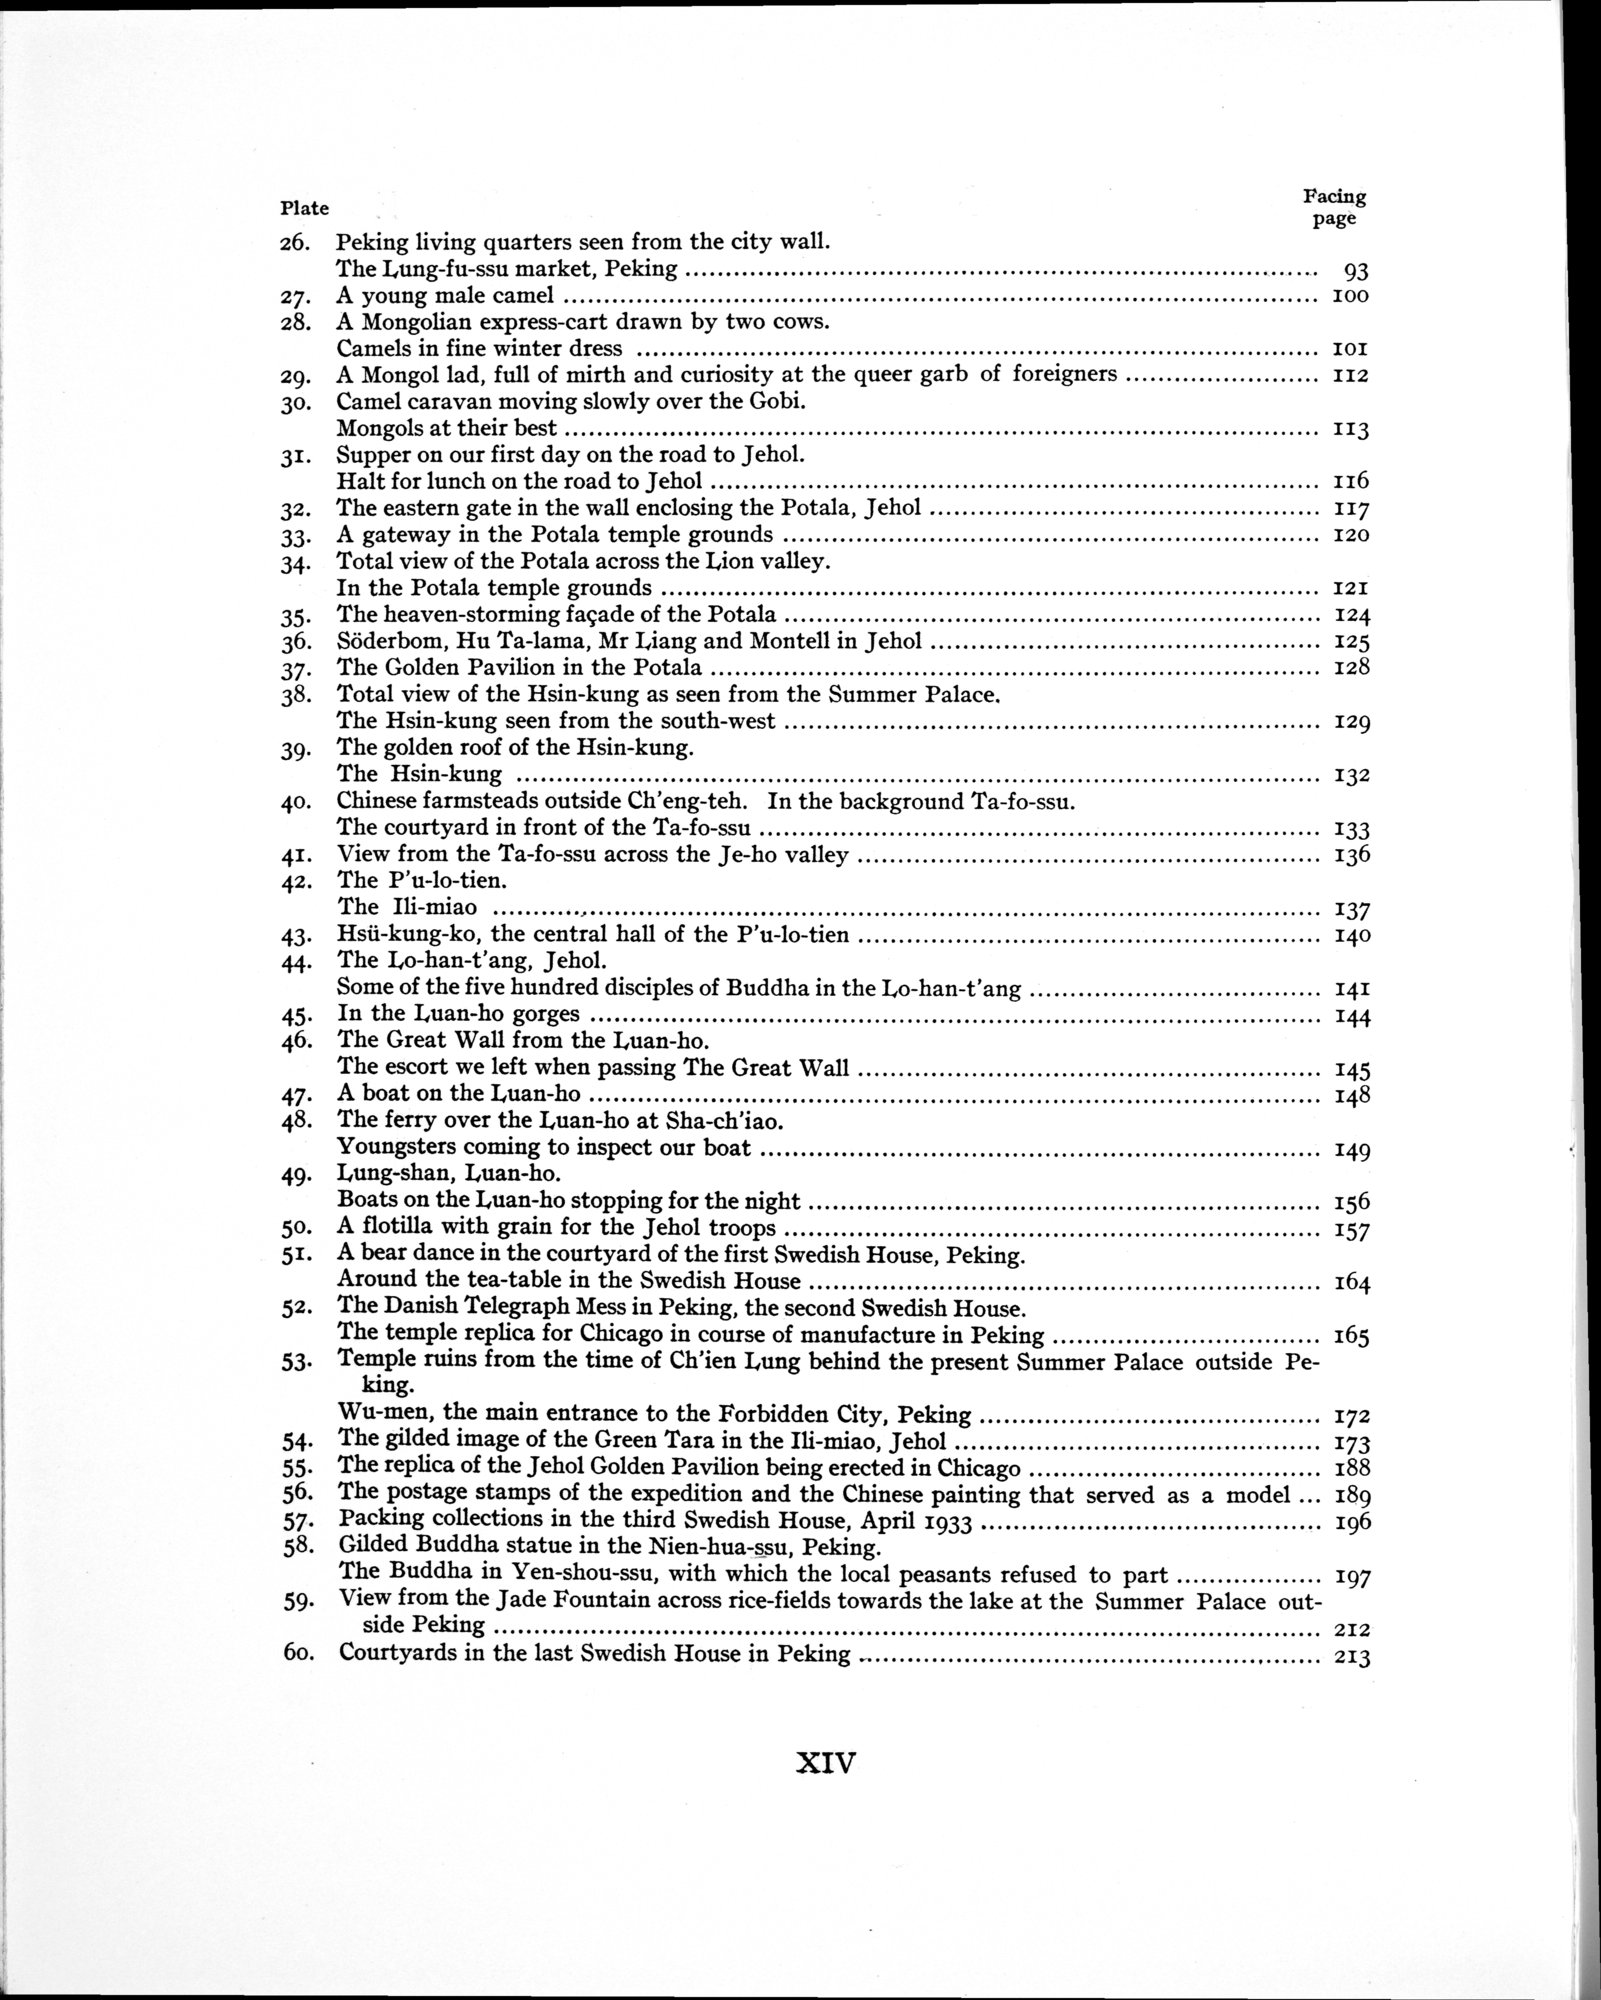 Plate Facing page
26. Peking living quarters seen from the city wall.
The Lung-fu-ssu market, Peking ........ 93
27. A young male camel ........ 100
28. A Mongolian express-cart drawn by two cows.
Camels in fine winter dress ........ 101
29. A Mongol lad, full of mirth and curiosity at the queer garb of foreigners ........ 112
30. Camel caravan moving slowly over the Gobi.
Mongols at their best ........ 113
31. Supper on our first day on the road to Jehol.
Halt for lunch on the road to Jehol ........ 116
32. The eastern gate in the wall enclosing the Potala, Jehol ........ 117
33. A gateway in the Potala temple grounds ........ 120
34. Total view of the Potala across the Lion valley.
In the Potala temple grounds ........ 121
35. The heaven-storming façade of the Potala ........ 124
36. Söderbom, Hu Ta-lama, Mr Liang and Montell in Jehol ........ 125
37. The Golden Pavilion in the Potala ........ 128
38. Total view of the Hsin-kung as seen from the Summer Palace.
The Hsin-kung seen from the south-west ........ 129
39. The golden roof of the Hsin-kung.
The Hsin-kung ........ 132
40. Chinese farmsteads outside Ch'eng-teh. In the background Ta-fo-ssu.
The courtyard in front of the Ta-fo-ssu ........ 133
41. View from the Ta-fo-ssu across the Je-ho valley ........ 136
42. The P'u-lo-tien.
The Ili-miao ........ 137
43. Hsü-kung-ko, the central hall of the P'u-lo-tien ........ 140
44. The Lo-han-t'ang, Jehol.
Some of the five hundred disciples of Buddha in the Lo-han-t'ang ........ 141
45. In the Luan-ho gorges ........ 144
46. The Great Wall from the Luan-ho.
The escort we left when passing The Great Wall ........ 145
47. A boat on the Luan-ho ........ 148
48. The ferry over the Luan-ho at Sha-ch'iao.
Youngsters coming to inspect our boat ........ 149
49. Lung-shan, Luan-ho.
Boats on the Luan-ho stopping for the night ........ 156
50. A flotilla with grain for the Jehol troops ........ 157
51. A bear dance in the courtyard of the first Swedish House, Peking.
Around the tea-table in the Swedish House ........ 164
52. The Danish Telegraph Mess in Peking, the second Swedish House.
The temple replica for Chicago in course of manufacture in Peking ........ 165
53. Temple ruins from the time of Ch'ien Lung behind the present Summer Palace outside Pe-
king.
Wu-men, the main entrance to the Forbidden City, Peking ........ 172
54. The gilded image of the Green Tara in the Ili-miao, Jehol ........ 173
55. The replica of the Jehol Golden Pavilion being erected in Chicago ........ 188
56. The postage stamps of the expedition and the Chinese painting that served as a model ... 189
57. Packing collections in the third Swedish House, April 1933 ........ 196
58. Gilded Buddha statue in the Nien-hua-ssu, Peking.
The Buddha in Yen-shou-ssu, with which the local peasants refused to part ........ 197
59. View from the Jade Fountain across rice-fields towards the lake at the Summer Palace out-
side Peking ........ 212
60. Courtyards in the last Swedish House in Peking ........ 213
XIV